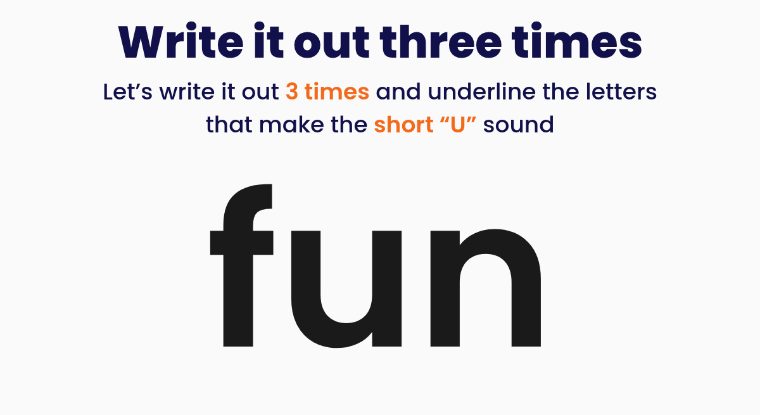 Write it out three times
Let’s write it out 3 times and underline the letters
that make the short “U” sound
fun